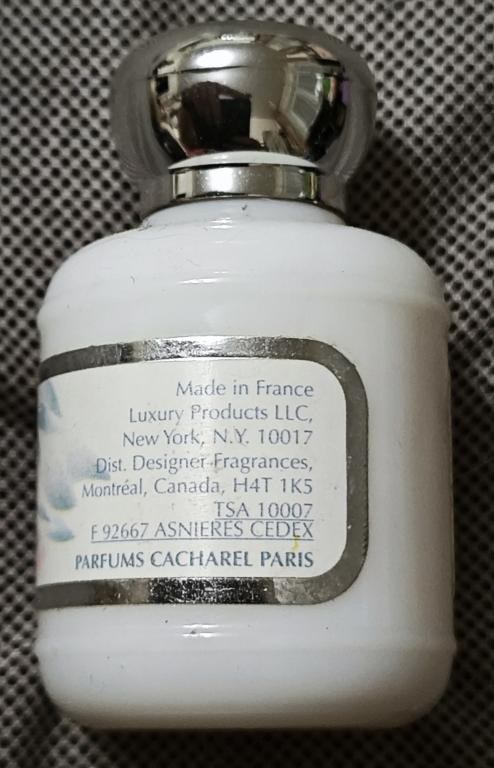 Made in France
Luxury Products LLC,
New York, N.Y. 10017
Dist. Designer Fragrances,
Montréal, Canada, H4T 1K5
TSA 10007
F 92667 ASNIERES CEDEX
PARFUMS CACHAREL PARIS